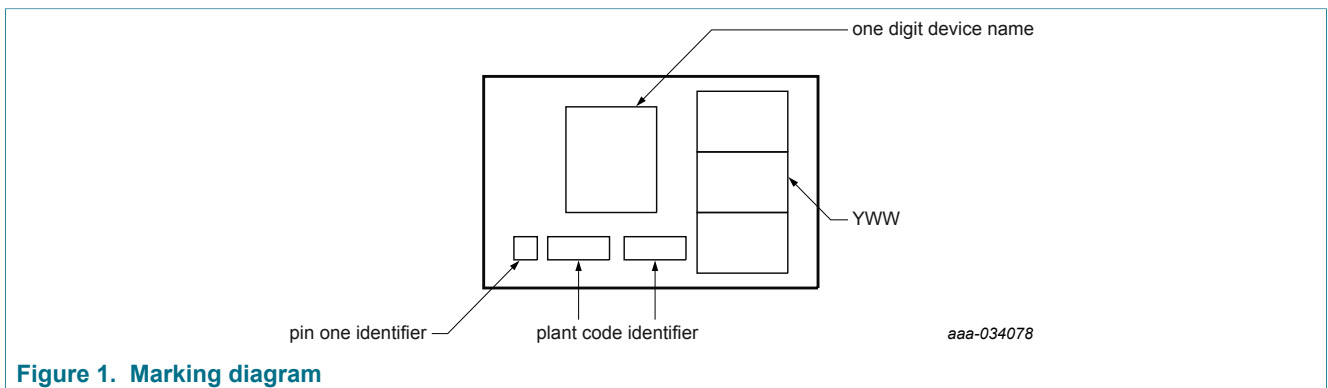 one digit device name
YWW
pin one identifier
plant code identifier
aaa-034078
Figure 1. Marking diagram